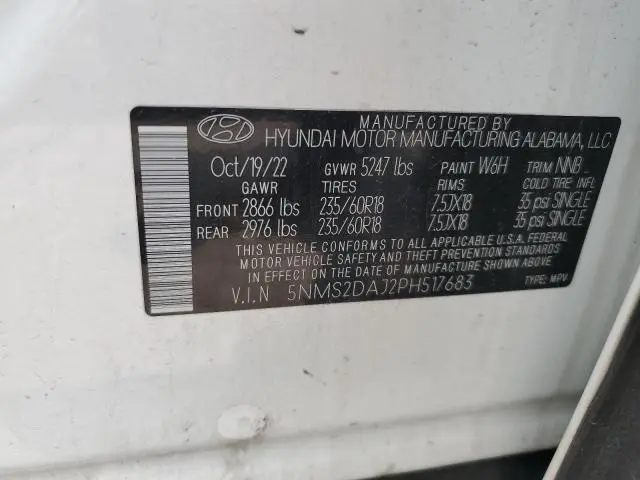 MANUFACTURED BY
HYUNDAI MOTOR MANUFACTURING ALABAMA, LLC
Oct/19/22 GVWR 5247 lbs PAINT W6H TRIM NNB
GAWR TIRES RIMS COLD TIRE INFL
FRONT 2866 lbs 235/60R18 7.5JX18 35 psi SINGLE
REAR 2976 lbs 235/60R18 7.5JX18 35 psi SINGLE
THIS VEHICLE CONFORMS TO ALL APPLICABLE U.S.A. FEDERAL
MOTOR VEHICLE SAFETY AND THEFT PREVENTION STANDARDS
IN EFFECT ON THE DATE OF MANUFACTURE SHOWN ABOVE.
V.I.N 5NMS2DAJ2PH517683 TYPE: MPV